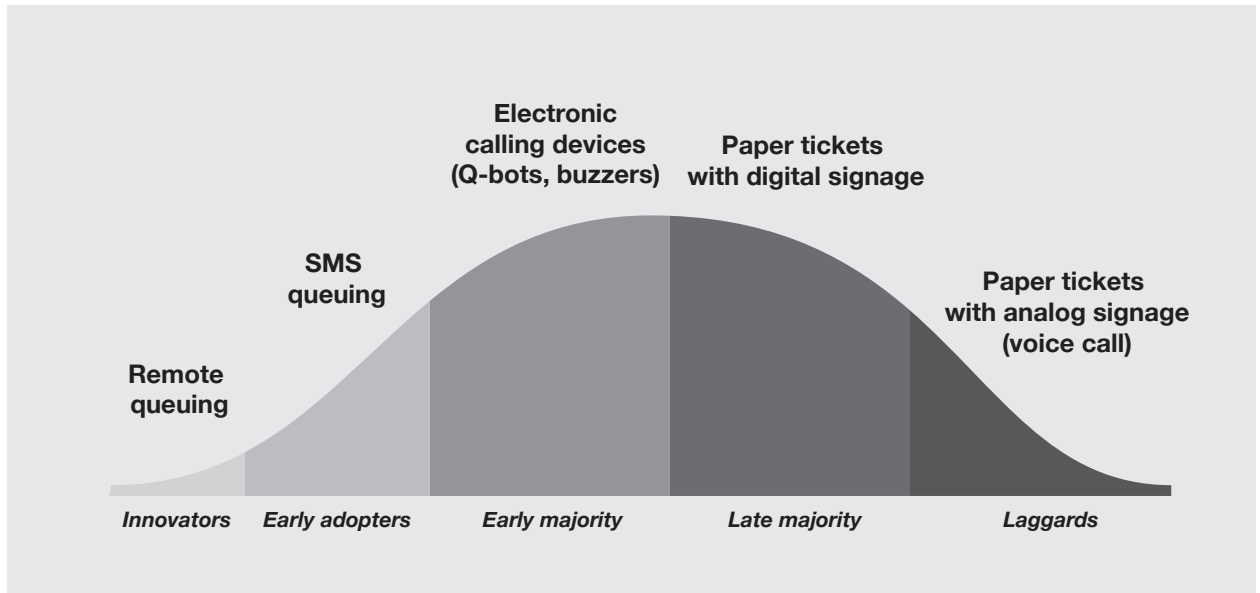 Electronic
calling devices
(Q-bots, buzzers)
Paper tickets
with digital signage
SMS
queuing
Paper tickets
with analog signage
(voice call)
Remote
queuing
Innovators
Early adopters
Early majority
Late majority
Laggards